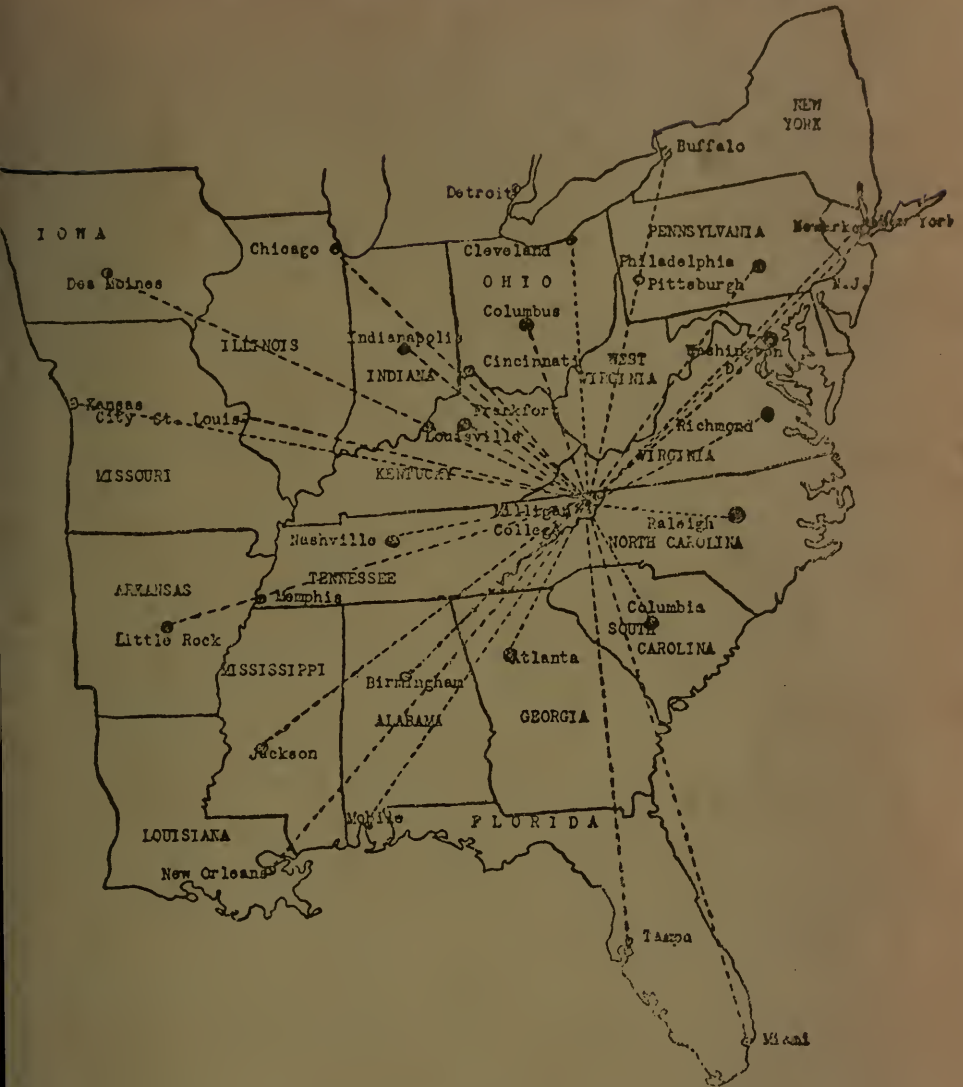 NEW
YORK
Buffalo
Detroit
IOWA
Chicago
Cleveland
PENNSYLVANIA
Newark
New York
Philadelphia
Pittsburgh
OHIO
Des Moines
N.J.
Columbus
ILLINOIS
Indianapolis
Cincinnati
WEST
VIRGINIA
Washington
D.
INDIANA
Kansas
City
St. Louis
Frankfort
Louisville
Richmond
VIRGINIA
MISSOURI
KENTUCKY
Milligan
College
Raleigh
NORTH CAROLINA
Nashville
TENNESSEE
ARKANSAS
Memphis
Columbia
Little Rock
SOUTH
CAROLINA
MISSISSIPPI
Atlanta
Birmingham
ALABAMA
GEORGIA
Jackson
Mobile
FLORIDA
LOUISIANA
New Orleans
Tampa
Miami